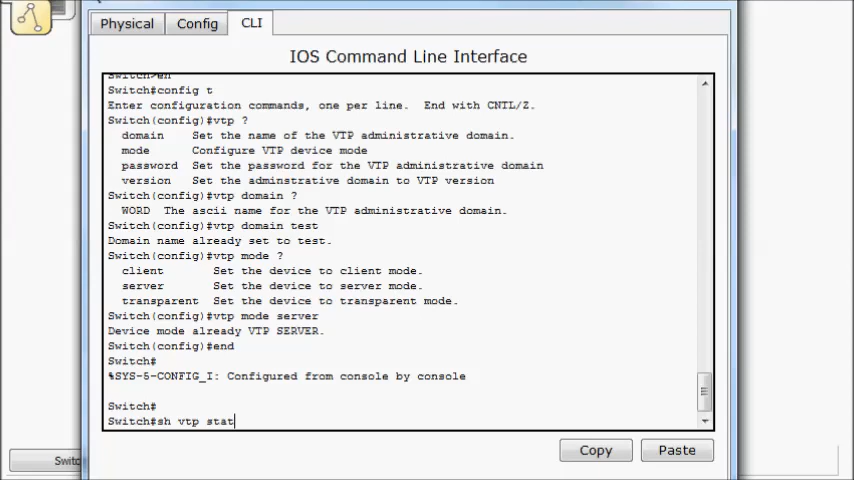 Physical
Config
CLI
IOS Command Line Interface
Switch>en
Switch#config t
Enter configuration commands, one per line.  End with CNTL/Z.
Switch(config)#vtp ?
  domain    Set the name of the VTP administrative domain.
  mode      Configure VTP device mode
  password  Set the password for the VTP administrative domain
  version   Set the adminstrative domain to VTP version
Switch(config)#vtp domain ?
  WORD  The ascii name for the VTP administrative domain.
Switch(config)#vtp domain test
Domain name already set to test.
Switch(config)#vtp mode ?
  client       Set the device to client mode.
  server       Set the device to server mode.
  transparent  Set the device to transparent mode.
Switch(config)#vtp mode server
Device mode already VTP SERVER.
Switch(config)#end
Switch#
%SYS-5-CONFIG_I: Configured from console by console
Switch#
Switch#sh vtp stat
Copy
Paste
Switc